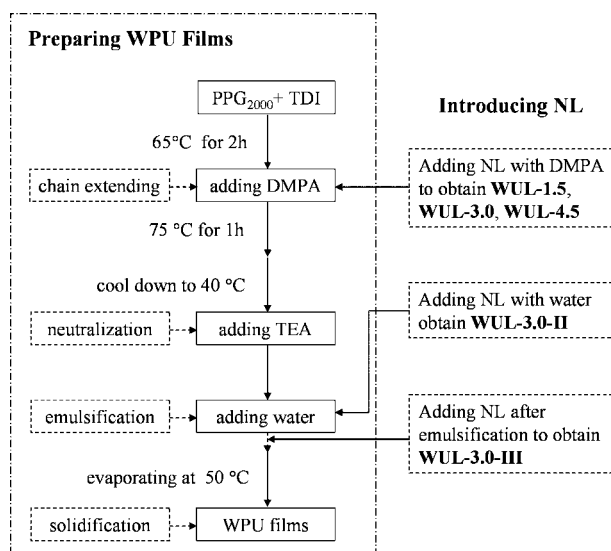 Preparing WPU Films
PPG2000+ TDI
65°C for 2h
chain extending
adding DMPA
75 °C for 1h
cool down to 40 °C
neutralization
adding TEA
emulsification
adding water
evaporating at 50 °C
solidification
WPU films
Introducing NL
Adding NL with DMPA
to obtain WUL-1.5,
WUL-3.0, WUL-4.5
Adding NL with water
obtain WUL-3.0-II
Adding NL after
emulsification to obtain
WUL-3.0-III